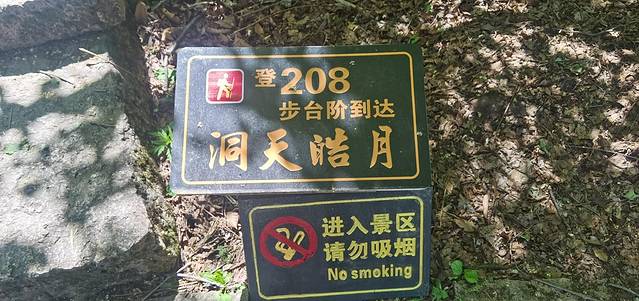 登208
步台阶到达
洞天皓月
进入景区
请勿吸烟
No smoking